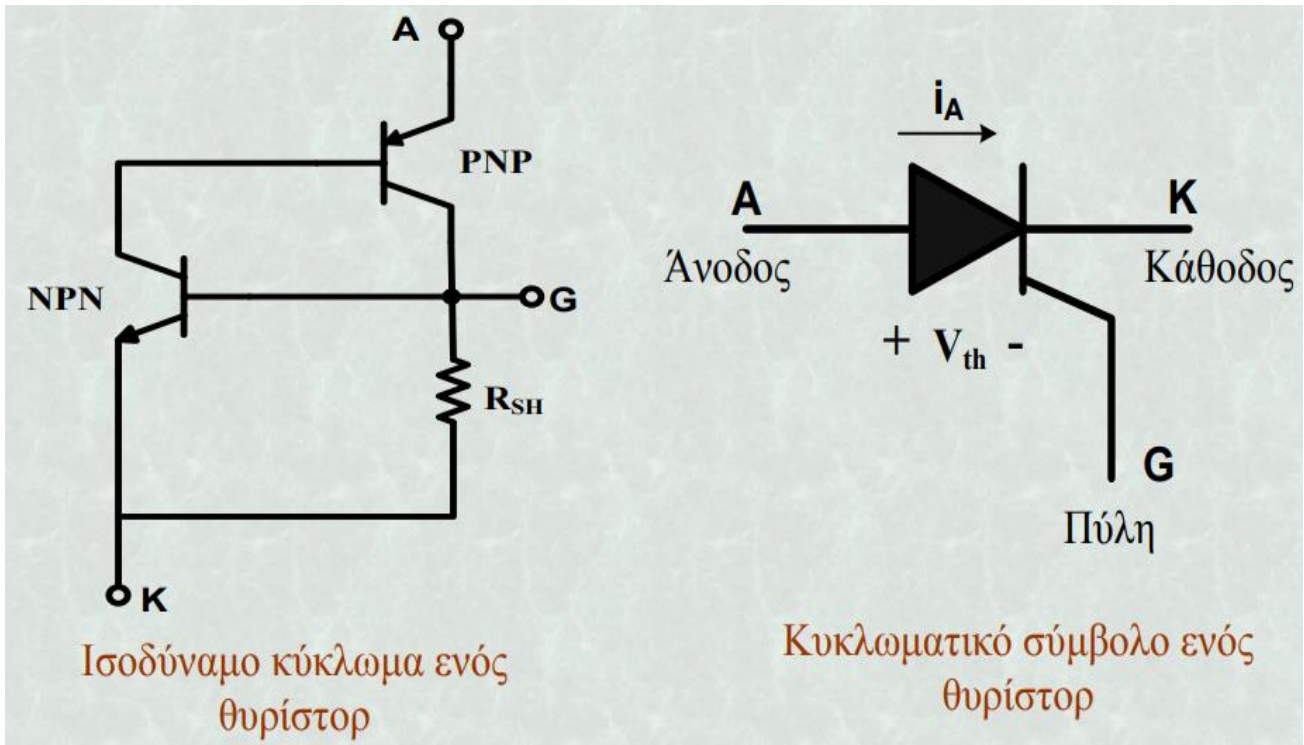 A
PNP
NPN
G
R_SH
K
Ισοδύναμο κύκλωμα ενός
θυρίστορ
i_A
A
K
Άνοδος
Κάθοδος
+ V_th -
G
Πύλη
Κυκλωματικό σύμβολο ενός
θυρίστορ